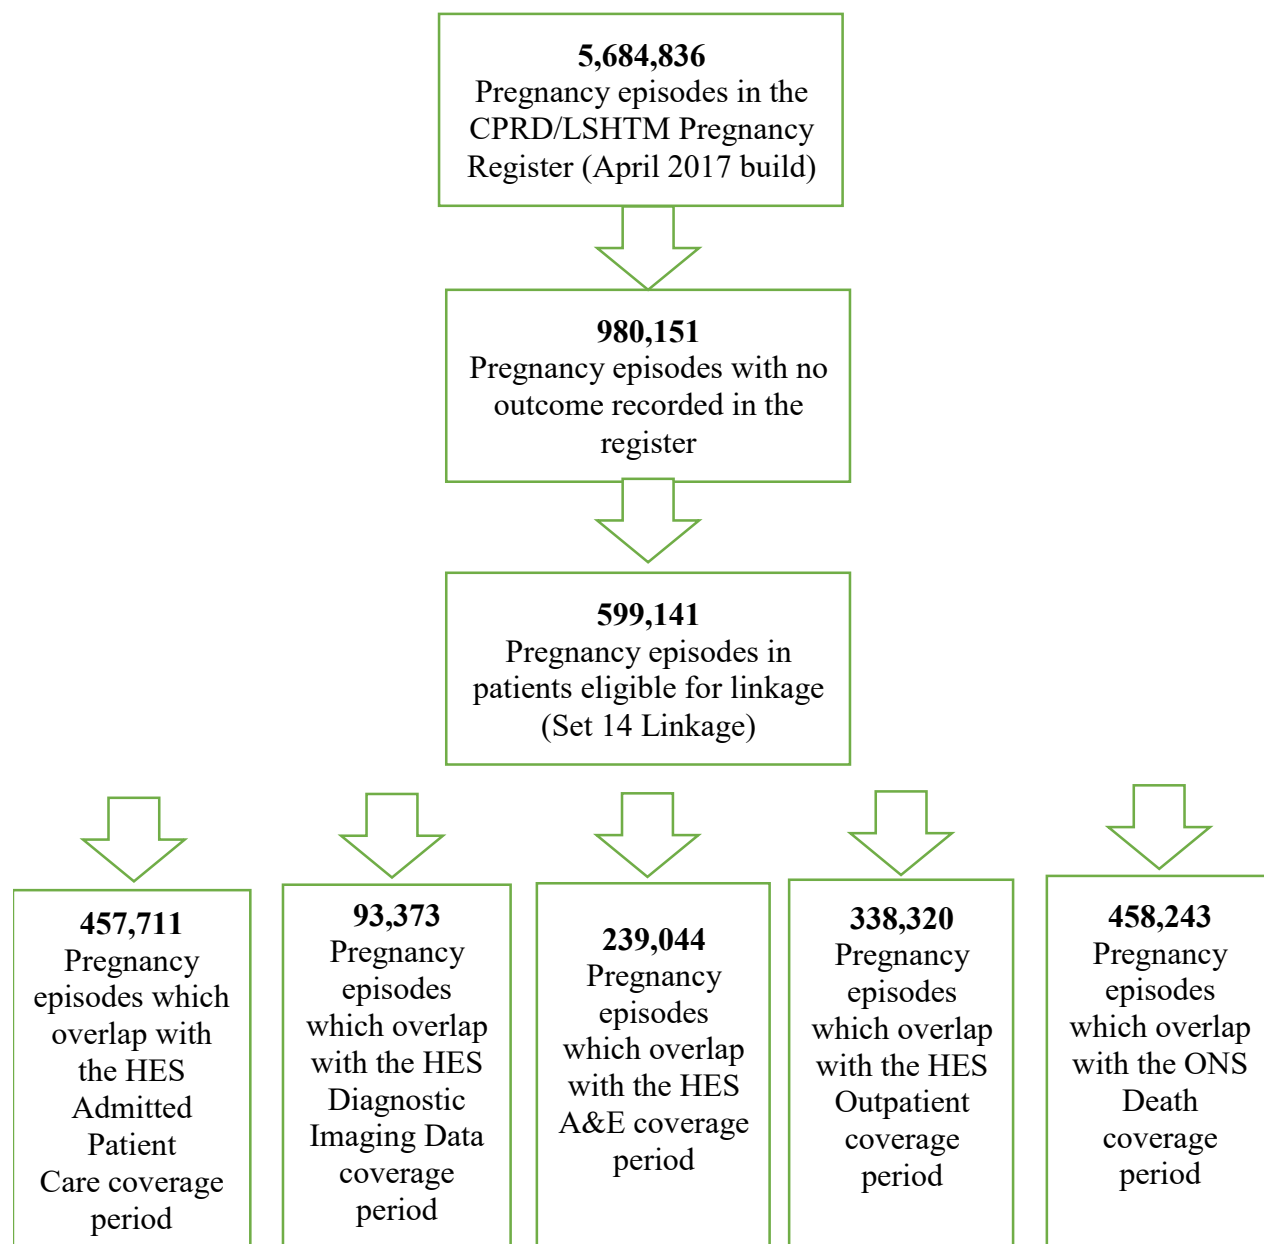 5,684,836
Pregnancy episodes in the
CPRD/LSHTM Pregnancy
Register (April 2017 build)
980,151
Pregnancy episodes with no
outcome recorded in the
register
599,141
Pregnancy episodes in
patients eligible for linkage
(Set 14 Linkage)
457,711
Pregnancy
episodes which
overlap with
the HES
Admitted
Patient
Care coverage
period
93,373
Pregnancy
episodes
which overlap
with the HES
Diagnostic
Imaging Data
coverage
period
239,044
Pregnancy
episodes
which overlap
with the HES
A&E coverage
period
338,320
Pregnancy
episodes
which overlap
with the HES
Outpatient
coverage
period
458,243
Pregnancy
episodes
which overlap
with the ONS
Death
coverage
period